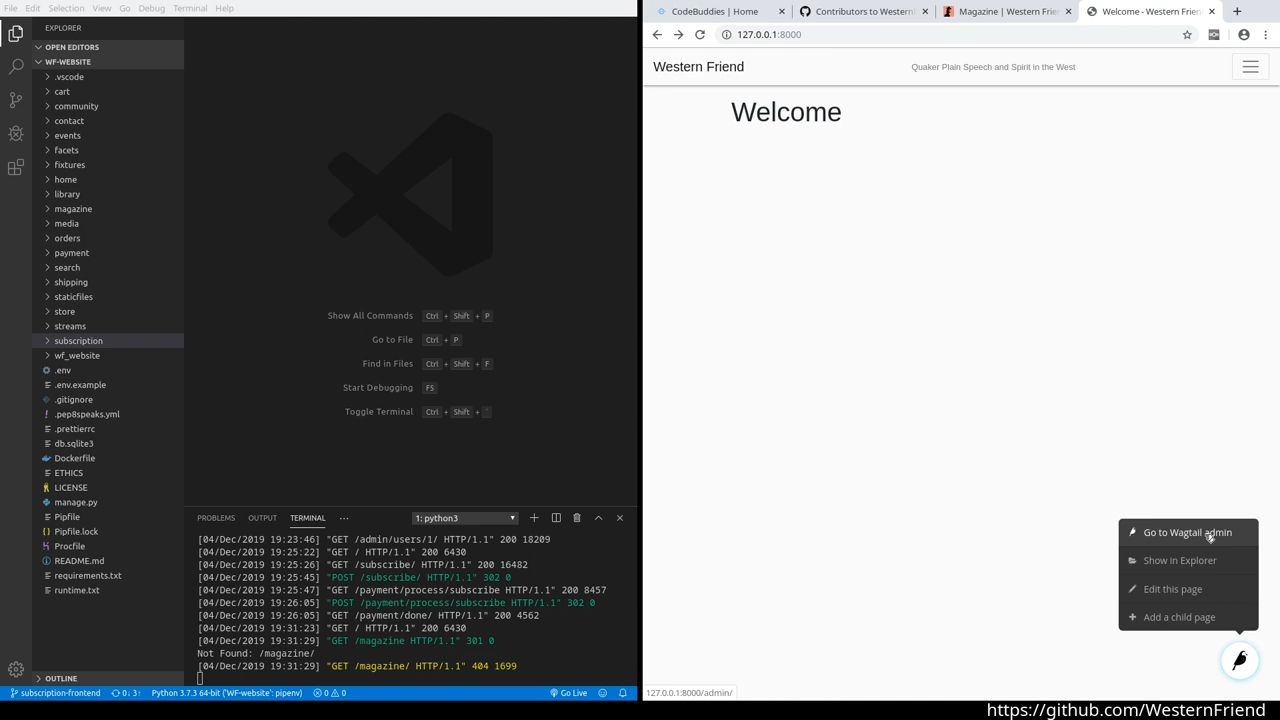 File Edit Selection View Go Debug Terminal Help
EXPLORER
OPEN EDITORS
WF-WEBSITE
.vscode
cart
community
contact
events
facets
fixtures
home
library
magazine
media
orders
payment
search
shipping
staticfiles
store
streams
subscription
wf_website
.env
.env.example
.gitignore
.pep8speaks.yml
.prettierrc
db.sqlite3
Dockerfile
ETHICS
LICENSE
manage.py
Pipfile
Pipfile.lock
Procfile
README.md
requirements.txt
runtime.txt
OUTLINE
Show All Commands Ctrl + Shift + P
Go to File Ctrl + P
Find in Files Ctrl + Shift + F
Start Debugging F5
Toggle Terminal Ctrl + Shift + `
PROBLEMS OUTPUT TERMINAL ··· 1: python3
[04/Dec/2019 19:23:46] "GET /admin/users/1/ HTTP/1.1" 200 18209
[04/Dec/2019 19:25:22] "GET / HTTP/1.1" 200 6430
[04/Dec/2019 19:25:26] "GET /subscribe/ HTTP/1.1" 200 16482
[04/Dec/2019 19:25:45] "POST /subscribe/ HTTP/1.1" 302 0
[04/Dec/2019 19:25:47] "GET /payment/process/subscribe HTTP/1.1" 200 8457
[04/Dec/2019 19:26:05] "POST /payment/process/subscribe HTTP/1.1" 302 0
[04/Dec/2019 19:26:05] "GET /payment/done/ HTTP/1.1" 200 4562
[04/Dec/2019 19:31:23] "GET / HTTP/1.1" 200 6430
[04/Dec/2019 19:31:29] "GET /magazine HTTP/1.1" 301 0
Not Found: /magazine/
[04/Dec/2019 19:31:29] "GET /magazine/ HTTP/1.1" 404 1699
subscription-frontend 0↓ 3↑ Python 3.7.3 64-bit ('WF-website': pipenv) 0 0 Go Live
CodeBuddies | Home Contributors to Western Magazine | Western Frien Welcome - Western Frien
127.0.0.1:8000
Western Friend Quaker Plain Speech and Spirit in the West
Welcome
Go to Wagtail admin
Show in Explorer
Edit this page
Add a child page
127.0.0.1:8000/admin/
https://github.com/WesternFriend